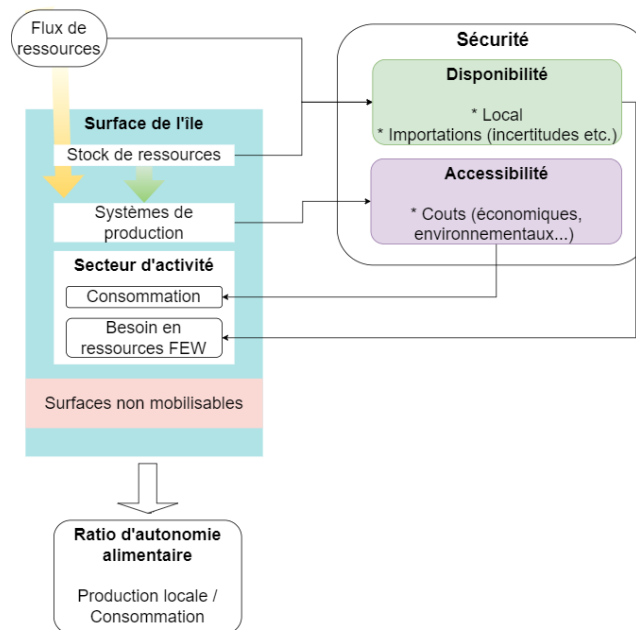 Flux de
ressources
Surface de l'ile
Stock de ressources
Systèmes de
production
Secteur d'activité
Consommation
Besoin en
ressources FEW
Surfaces non mobilisables
Ratio d'autonomie
alimentaire
Production locale /
Consommation
Sécurité
Disponibilité
* Local
* Importations (incertitudes etc.)
Accessibilité
* Couts (économiques,
environnementaux...)